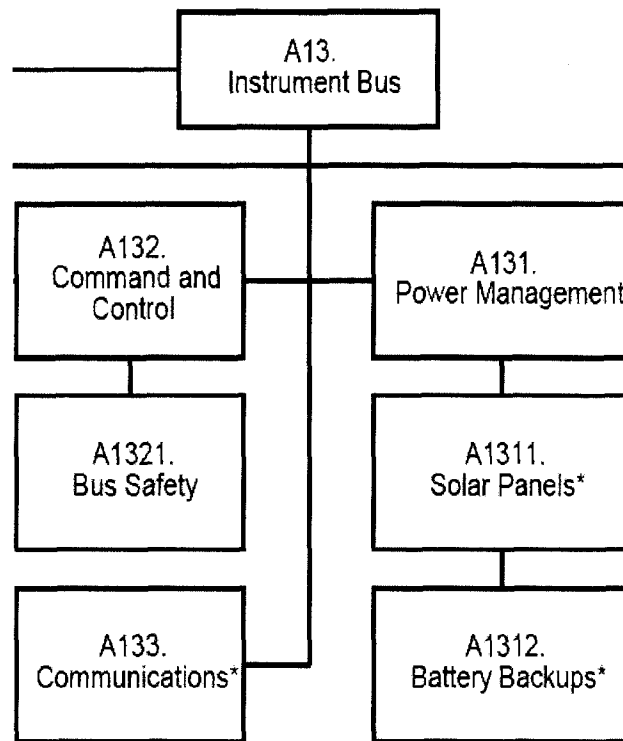 A13.
Instrument Bus
A132.
Command and
Control
A131.
Power Management
A1321.
Bus Safety
A1311.
Solar Panels*
A133.
Communications*
A1312.
Battery Backups*